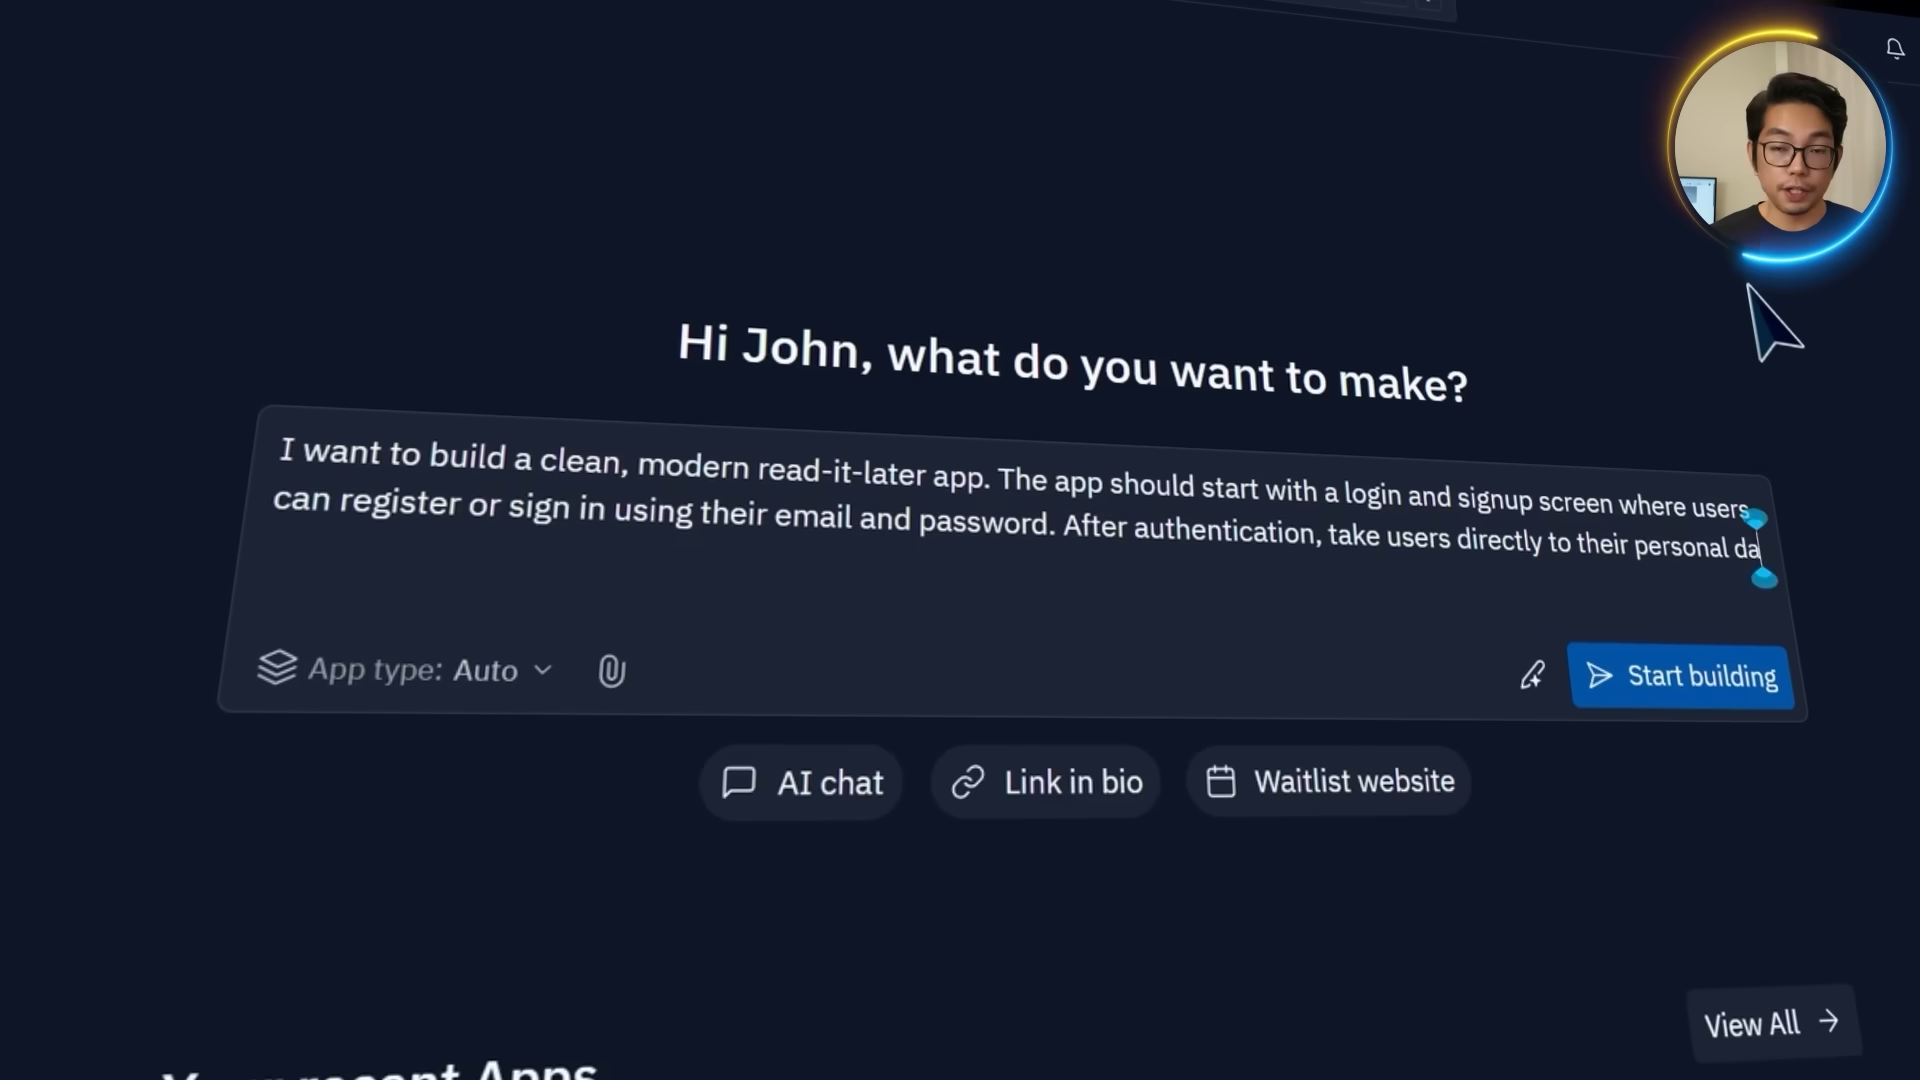 Hi John, what do you want to make?
I want to build a clean, modern read-it-later app. The app should start with a login and signup screen where users
can register or sign in using their email and password. After authentication, take users directly to their personal da
App type: Auto
Start building
AI chat
Link in bio
Waitlist website
View All
Your recent Apps